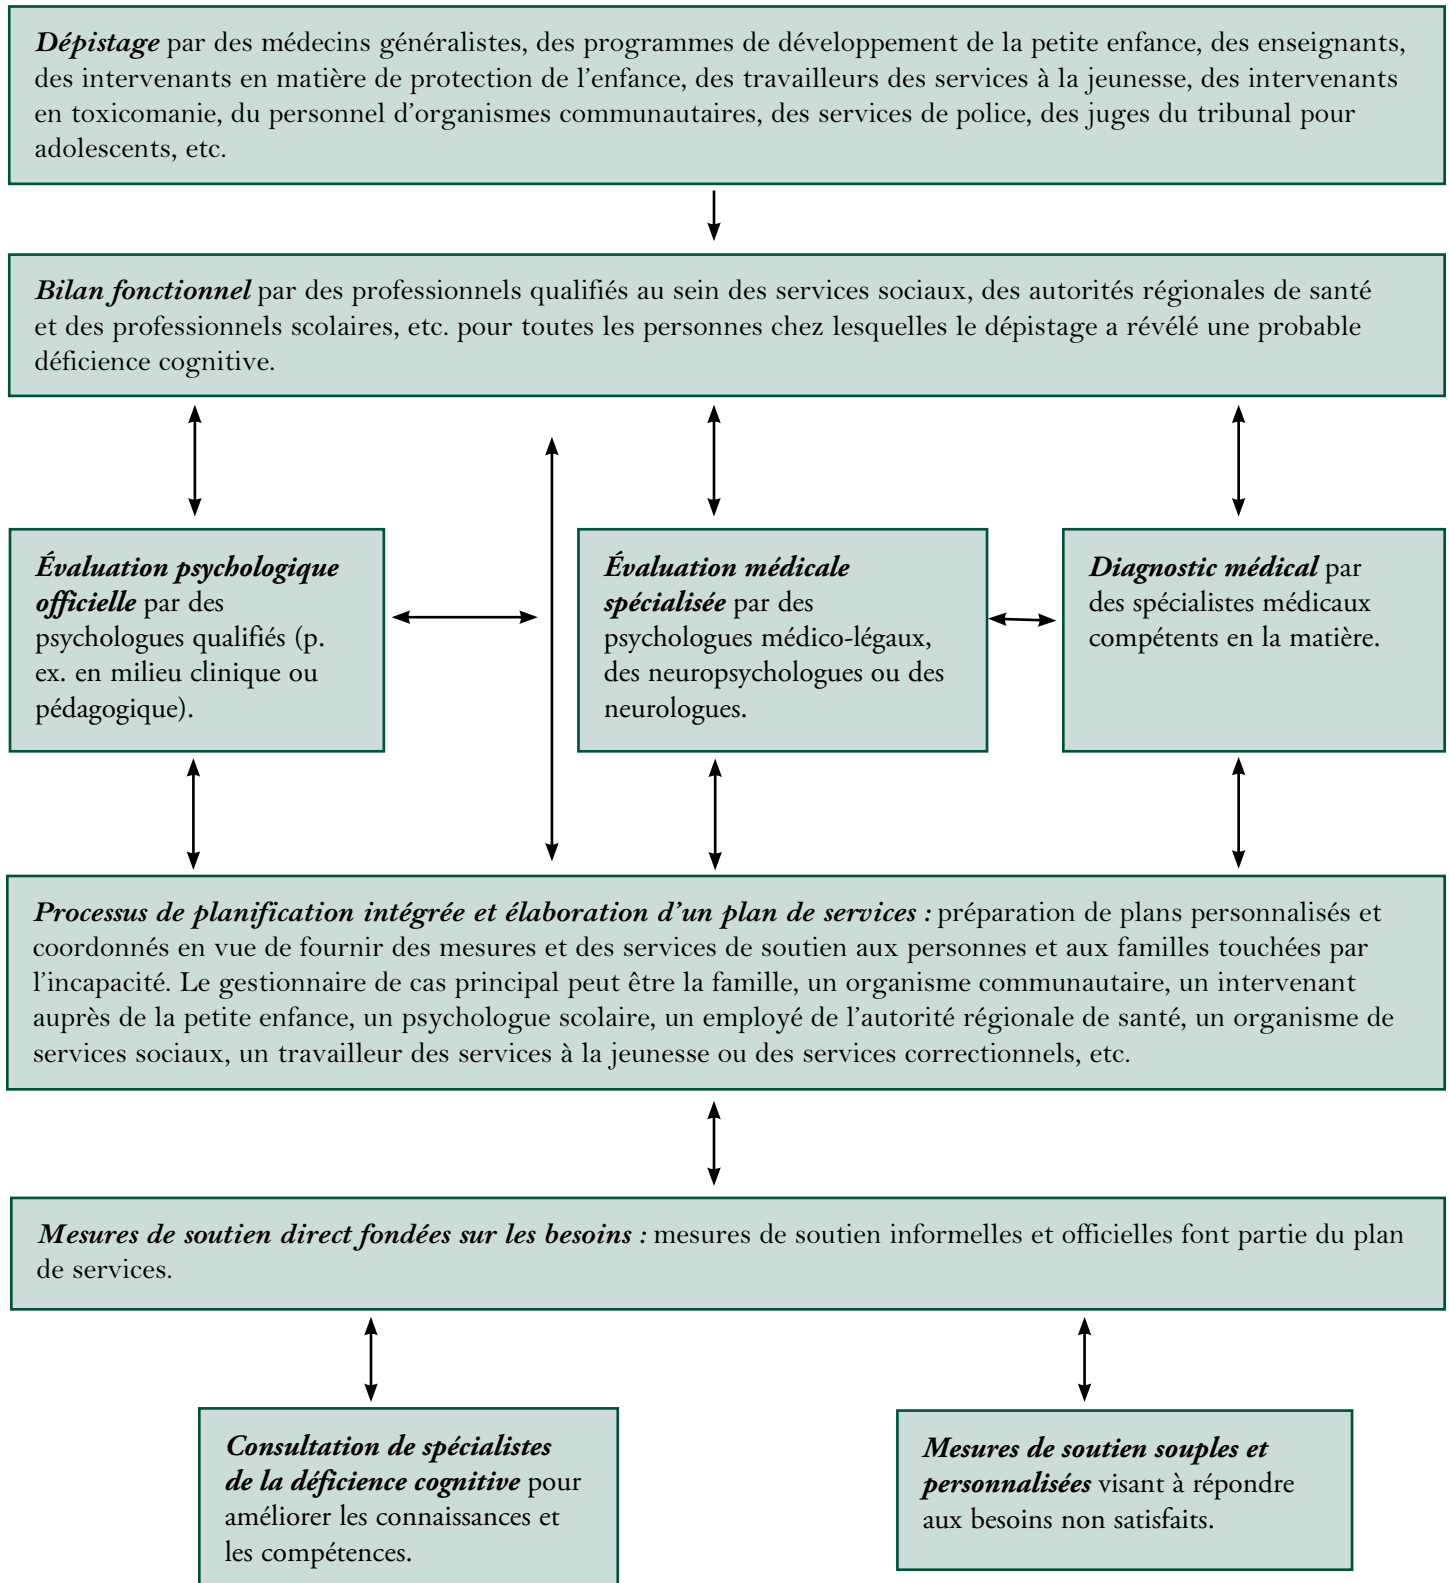 Dépistage par des médecins généralistes, des programmes de développement de la petite enfance, des enseignants,
des intervenants en matière de protection de l'enfance, des travailleurs des services à la jeunesse, des intervenants
en toxicomanie, du personnel d'organismes communautaires, des services de police, des juges du tribunal pour
adolescents, etc.
Bilan fonctionnel par des professionnels qualifiés au sein des services sociaux, des autorités régionales de santé
et des professionnels scolaires, etc. pour toutes les personnes chez lesquelles le dépistage a révélé une probable
déficience cognitive.
Évaluation psychologique
officielle par des
psychologues qualifiés (p.
ex. en milieu clinique ou
pédagogique).
Évaluation médicale
spécialisée par des
psychologues médico-légaux,
des neuropsychologues ou des
neurologues.
Diagnostic médical par
des spécialistes médicaux
compétents en la matière.
Processus de planification intégrée et élaboration d'un plan de services : préparation de plans personnalisés et
coordonnés en vue de fournir des mesures et des services de soutien aux personnes et aux familles touchées par
l'incapacité. Le gestionnaire de cas principal peut être la famille, un organisme communautaire, un intervenant
auprès de la petite enfance, un psychologue scolaire, un employé de l'autorité régionale de santé, un organisme de
services sociaux, un travailleur des services à la jeunesse ou des services correctionnels, etc.
Mesures de soutien direct fondées sur les besoins : mesures de soutien informelles et officielles font partie du plan
de services.
Consultation de spécialistes
de la déficience cognitive pour
améliorer les connaissances et
les compétences.
Mesures de soutien souples et
personnalisées visant à répondre
aux besoins non satisfaits.